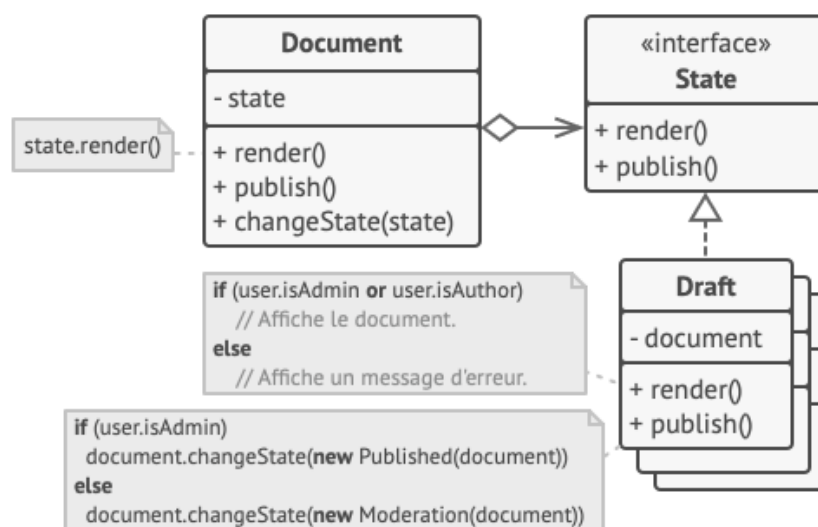 Document
- state
+ render()
+ publish()
+ changeState(state)
«interface»
State
+ render()
+ publish()
state.render()
Draft
- document
+ render()
+ publish()
if (user.isAdmin or user.isAuthor)
// Affiche le document.
else
// Affiche un message d'erreur.
if (user.isAdmin)
document.changeState(new Published(document))
else
document.changeState(new Moderation(document))